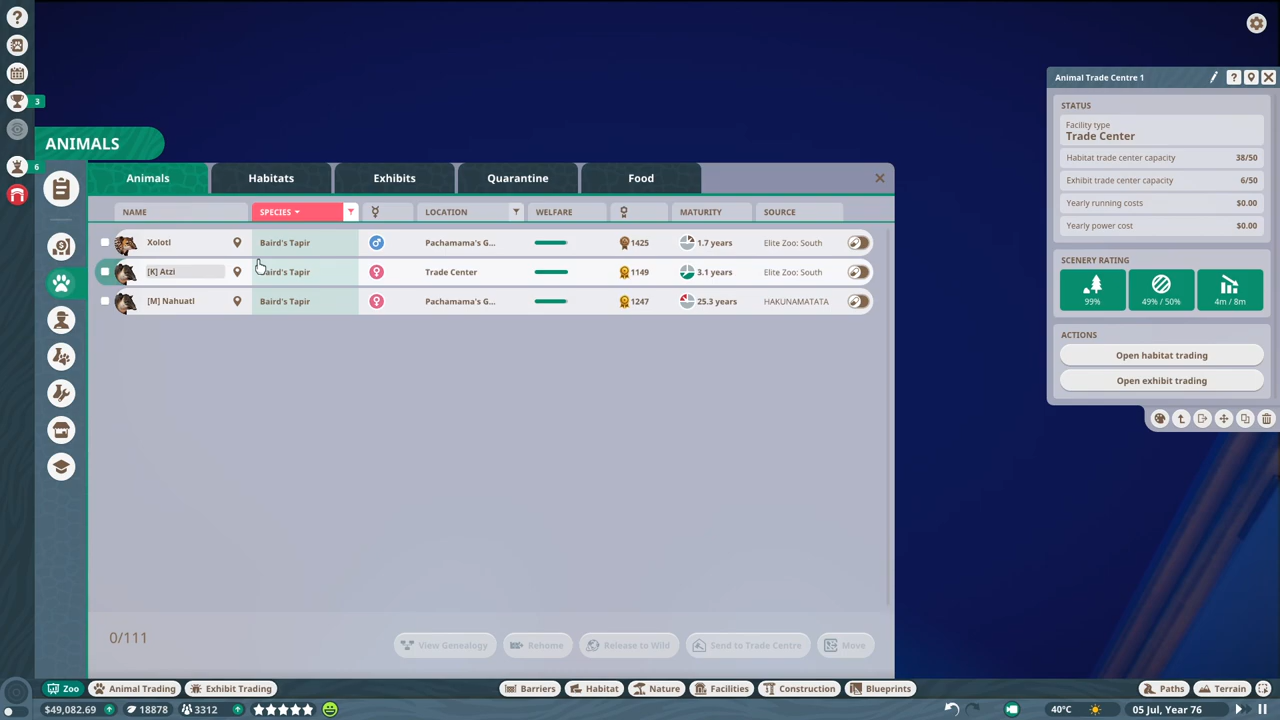 ?
3
ANIMALS
6
Animals
Habitats
Exhibits
Quarantine
Food
NAME
SPECIES
LOCATION
WELFARE
MATURITY
SOURCE
Xolotl
Baird's Tapir
Pachamama's G...
1425
1.7 years
Elite Zoo: South
[K] Atzi
Baird's Tapir
Trade Center
1149
3.1 years
Elite Zoo: South
[M] Nahuatl
Baird's Tapir
Pachamama's G...
1247
25.3 years
HAKUNAMATATA
0/111
View Genealogy
Rehome
Release to Wild
Send to Trade Centre
Move
Animal Trade Centre 1
?
STATUS
Facility type
Trade Center
Habitat trade center capacity 38/50
Exhibit trade center capacity 6/50
Yearly running costs $0.00
Yearly power cost $0.00
SCENERY RATING
99%
49% / 50%
4m / 8m
ACTIONS
Open habitat trading
Open exhibit trading
Zoo
Animal Trading
Exhibit Trading
Barriers
Habitat
Nature
Facilities
Construction
Blueprints
Paths
Terrain
$49,082.69
18878
3312
40°C
05 Jul, Year 76